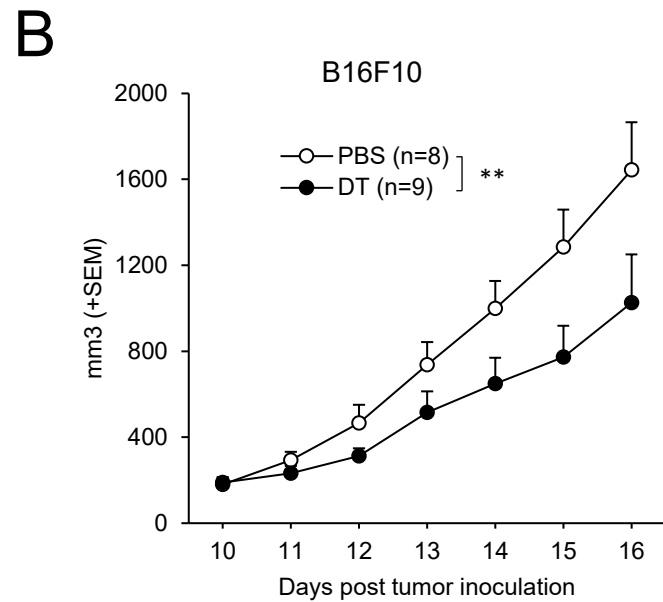 B
B16F10
2000
1600
1200
800
400
0
mm3 (+SEM)
PBS (n=8)
DT (n=9)
**
10 11 12 13 14 15 16
Days post tumor inoculation